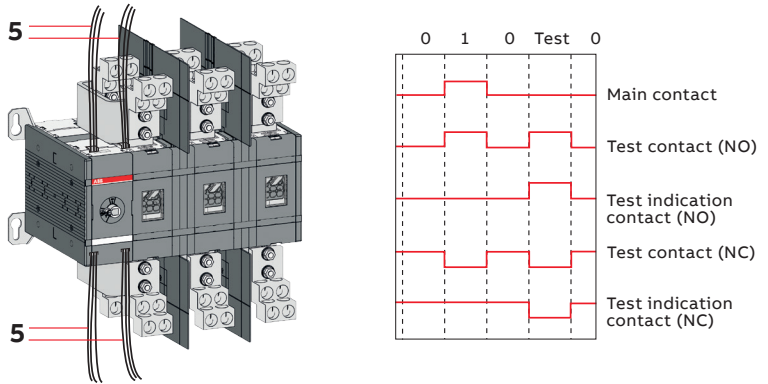 5
5
ABB
0 1 0 Test 0
Main contact
Test contact (NO)
Test indication
contact (NO)
Test contact (NC)
Test indication
contact (NC)